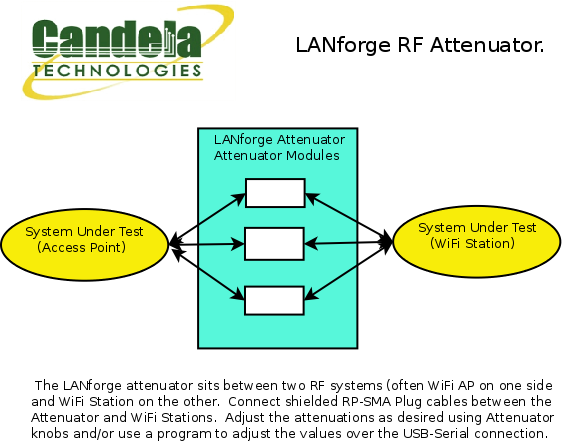 Candela
TECHNOLOGIES
LANforge RF Attenuator.
LANforge Attenuator
Attenuator Modules
System Under Test
(Access Point)
System Under Test
(WiFi Station)
The LANforge attenuator sits between two RF systems (often WiFi AP on one side
and WiFi Station on the other.  Connect shielded RP-SMA Plug cables between the
Attenuator and WiFi Stations.  Adjust the attenuations as desired using Attenuator
knobs and/or use a program to adjust the values over the USB-Serial connection.